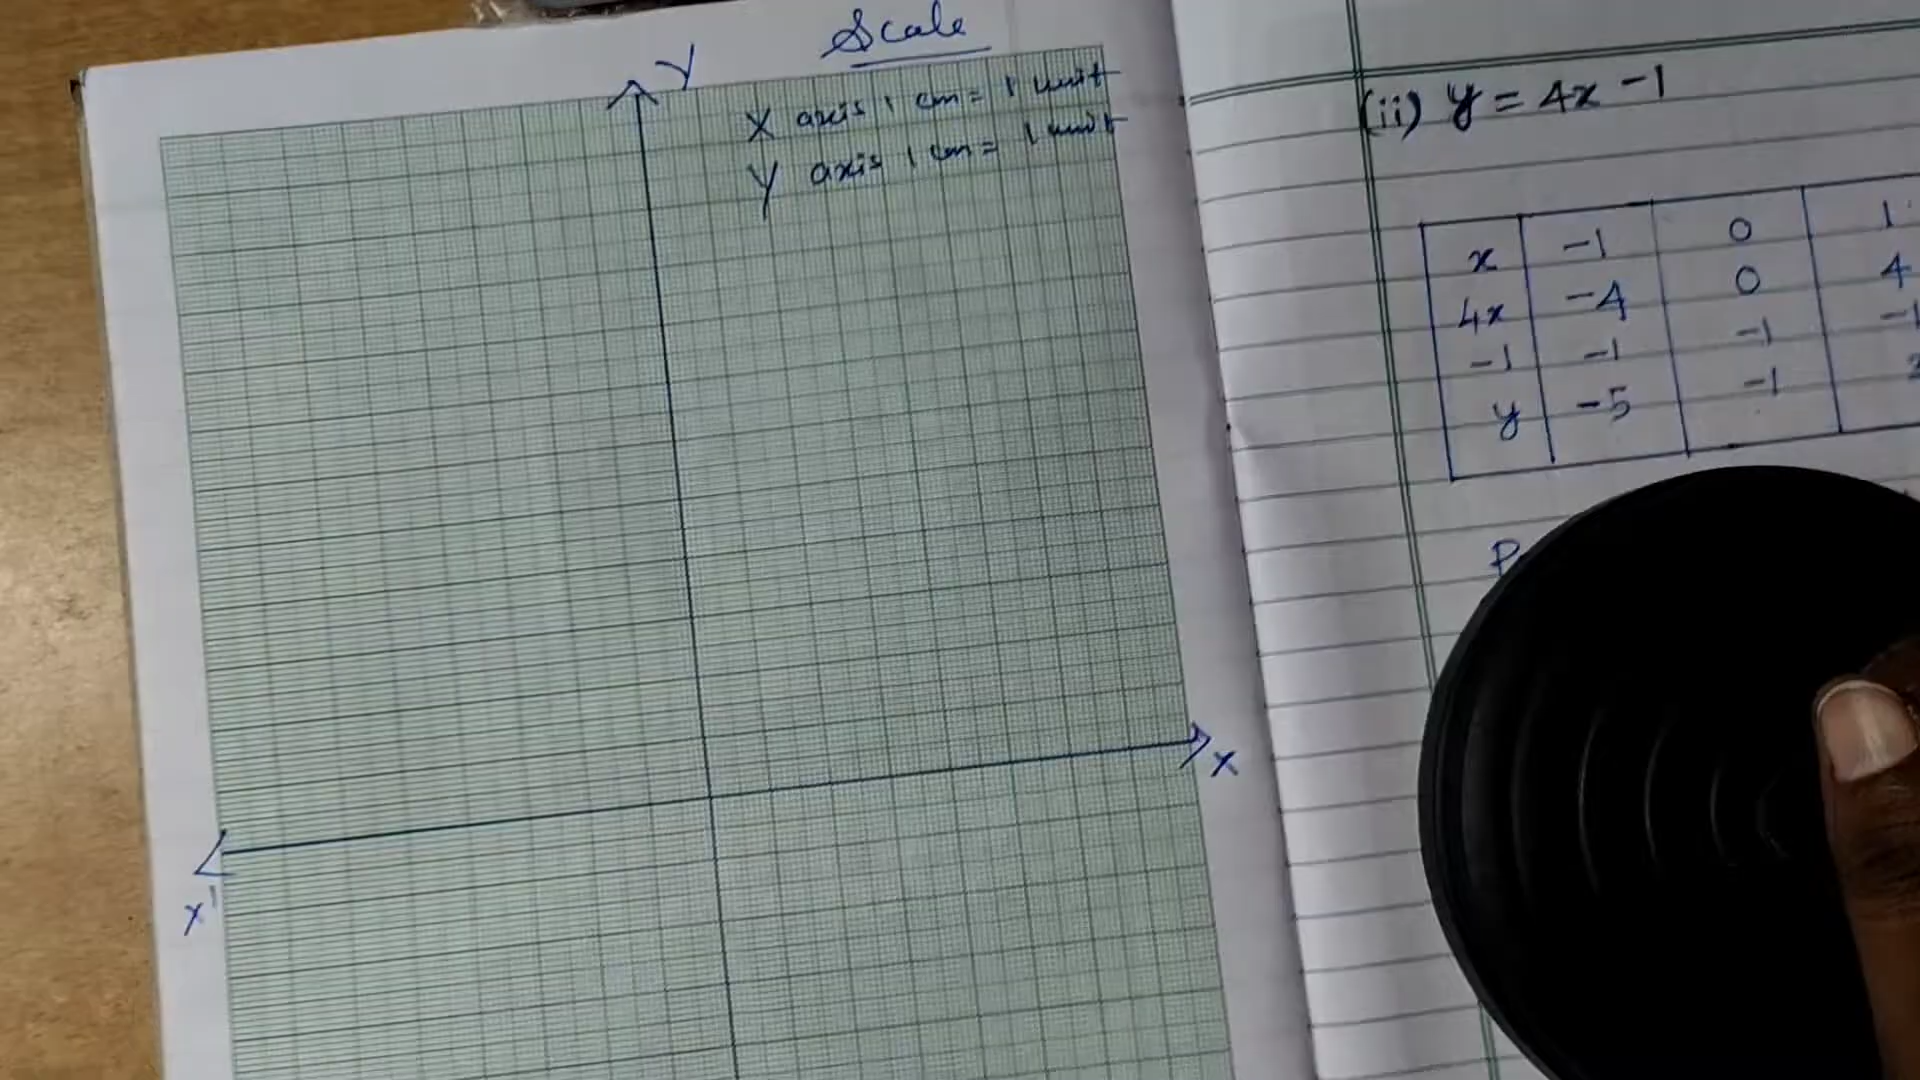 Scale
Y
X axis 1 cm = 1 unit
Y axis 1 cm = 1 unit
X
X'
(ii) y = 4x - 1
x -1 0 1
4x -4 0 4
-1 -1 -1 -1
y -5 -1